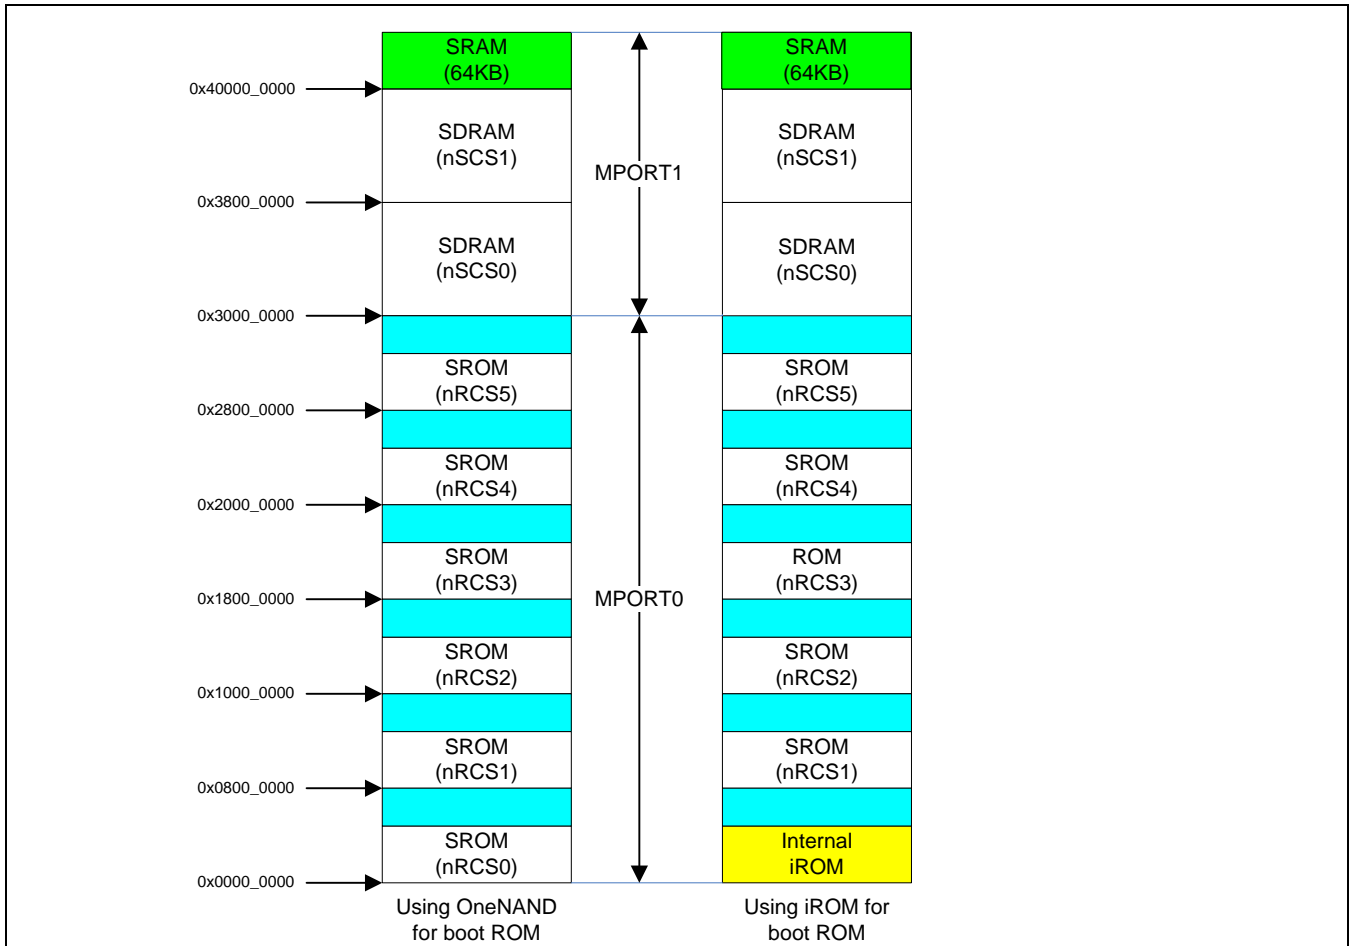 SRAM
(64KB)
SRAM
(64KB)
0x40000_0000
SDRAM
(nSCS1)
MPORT1
SDRAM
(nSCS1)
0x3800_0000
SDRAM
(nSCS0)
SDRAM
(nSCS0)
0x3000_0000
SROM
(nRCS5)
SROM
(nRCS5)
0x2800_0000
SROM
(nRCS4)
SROM
(nRCS4)
0x2000_0000
SROM
(nRCS3)
ROM
(nRCS3)
0x1800_0000
MPORT0
SROM
(nRCS2)
SROM
(nRCS2)
0x1000_0000
SROM
(nRCS1)
SROM
(nRCS1)
0x0800_0000
SROM
(nRCS0)
Internal
iROM
0x0000_0000
Using OneNAND
for boot ROM
Using iROM for
boot ROM